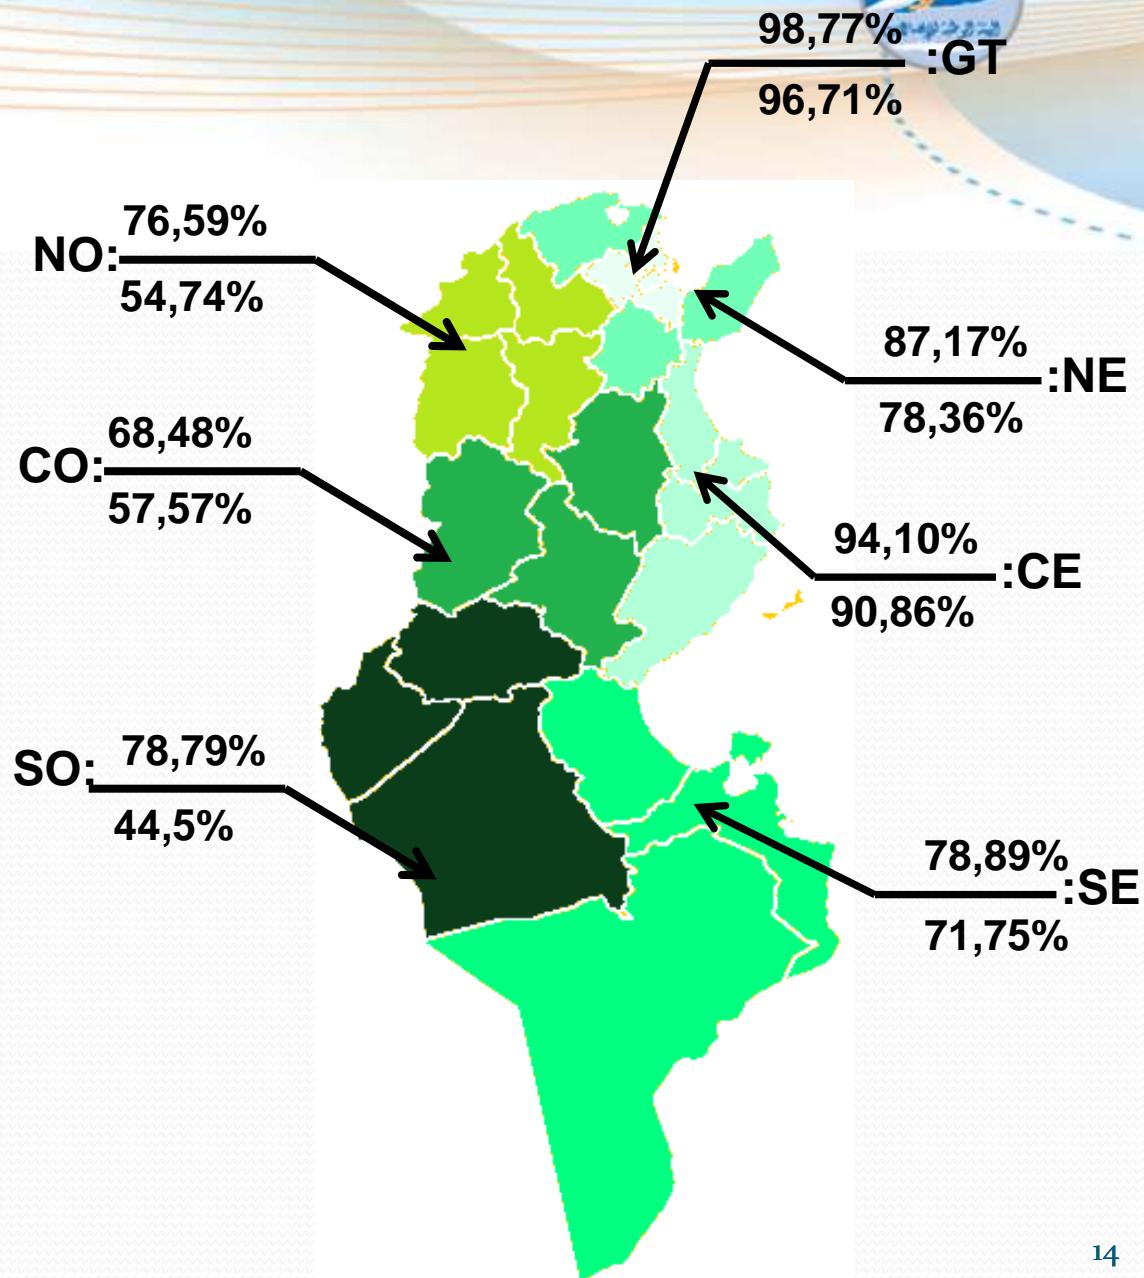 98,77%
:GT
96,71%
76,59%
NO:
54,74%
87,17%
:NE
78,36%
68,48%
CO:
57,57%
94,10%
:CE
90,86%
78,79%
SO:
44,5%
78,89%
:SE
71,75%
14